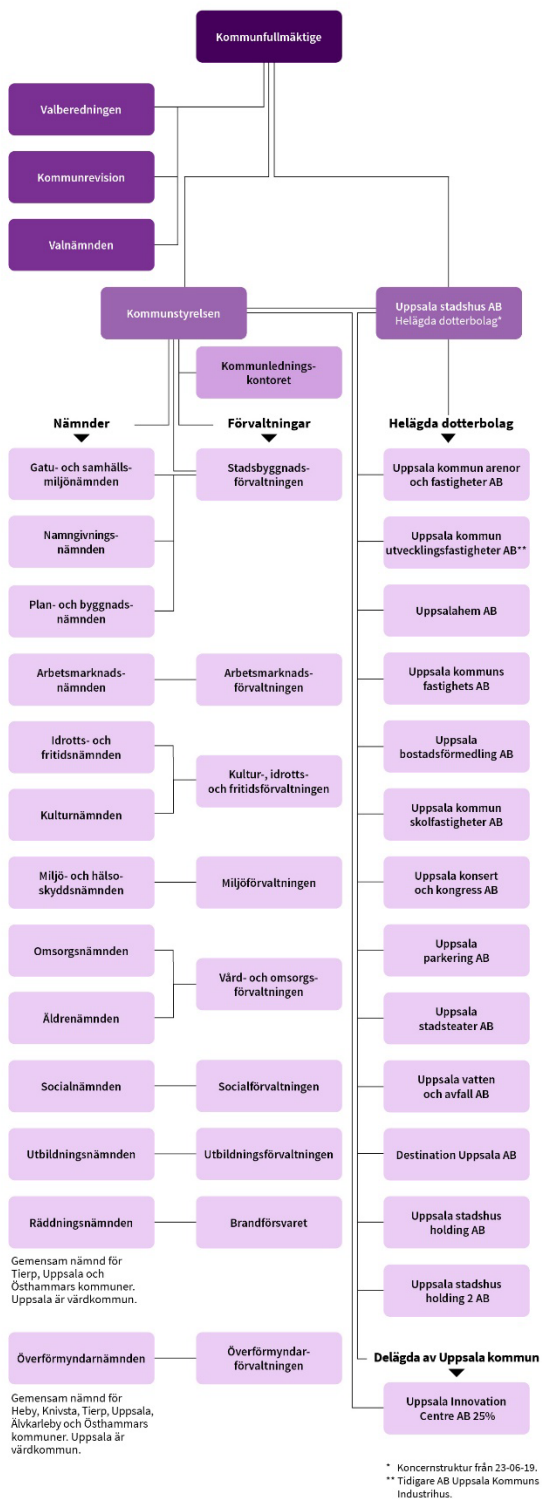 Kommunfullmäktige
Valberedningen
Kommunrevision
Valnämnden
Kommunstyrelsen
Uppsala stadshus AB
Helägda dotterbolag*
Kommunlednings-
kontoret
Nämnder
Förvaltningar
Helägda dotterbolag
Gatu- och samhälls-
miljönämnden
Stadsbyggnads-
förvaltningen
Uppsala kommun arenor
och fastigheter AB
Namngivnings-
nämnden
Uppsala kommun
utvecklingsfastigheter AB**
Plan- och byggnads-
nämnden
Uppsalahem AB
Arbetsmarknads-
nämnden
Arbetsmarknads-
förvaltningen
Uppsala kommuns
fastighets AB
Idrotts- och
fritidsnämnden
Kultur-, idrotts-
och fritidsförvaltningen
Uppsala
bostadsförmedling AB
Kulturnämnden
Uppsala kommun
skolfastigheter AB
Miljö- och hälso-
skyddsnämnden
Miljöförvaltningen
Uppsala konsert
och kongress AB
Omsorgsnämnden
Vård- och omsorgs-
förvaltningen
Uppsala
parkering AB
Äldrenämnden
Uppsala
stadsteater AB
Socialnämnden
Socialförvaltningen
Uppsala vatten
och avfall AB
Utbildningsnämnden
Utbildningsförvaltningen
Destination Uppsala AB
Räddningsnämnden
Brandförsvaret
Uppsala stadshus
holding AB
Gemensam nämnd för
Tierp, Uppsala och
Östhammars kommuner.
Uppsala är värdkommun.
Uppsala stadshus
holding 2 AB
Överförmyndarnämnden
Överförmyndar-
förvaltningen
Delägda av Uppsala kommun
Gemensam nämnd för
Heby, Knivsta, Tierp, Uppsala,
Älvkarleby och Östhammars
kommuner. Uppsala är
värdkommun.
Uppsala Innovation
Centre AB 25%
* Koncernstruktur från 23-06-19.
** Tidigare AB Uppsala Kommuns
Industrihus.